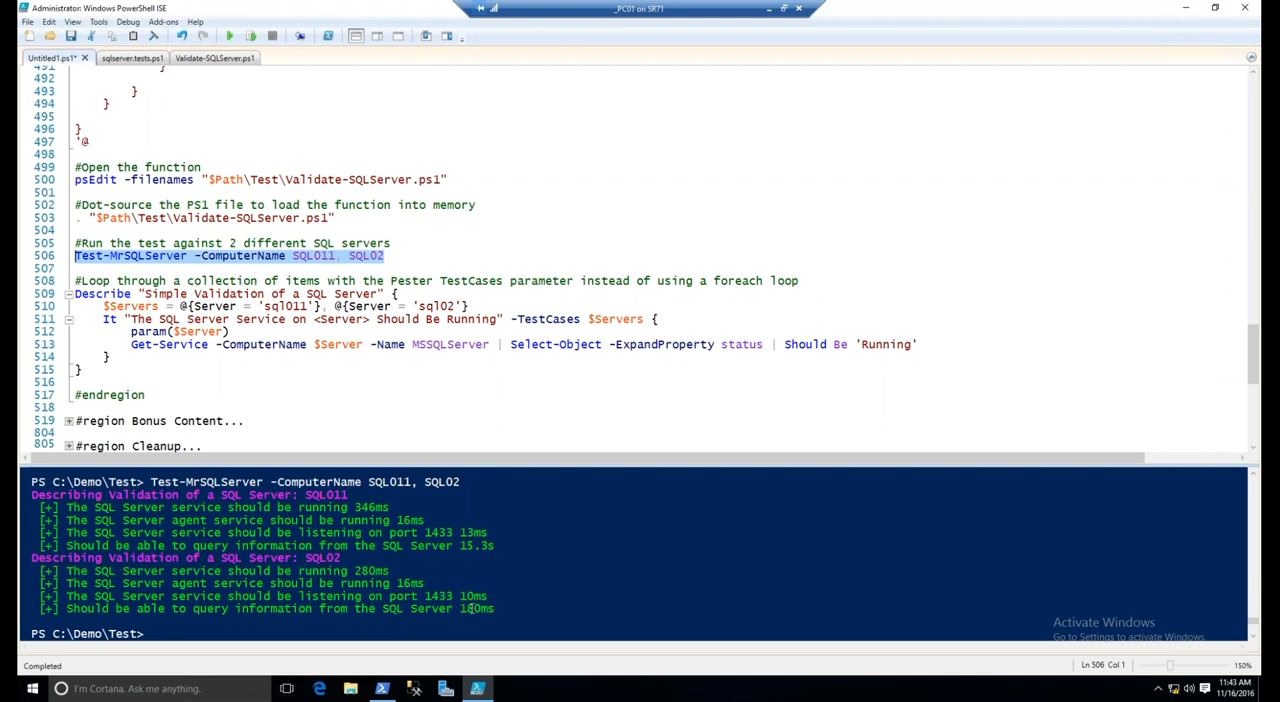 Administrator: Windows PowerShell ISE
_PC01 on SR71
File Edit View Tools Debug Add-ons Help
Untitled1.ps1* sqlserver.tests.ps1 Validate-SQLServer.ps1
491 }
492
493 }
494 }
495
496 }
497 '@
498
499 #Open the function
500 psEdit -filenames "$Path\Test\Validate-SQLServer.ps1"
501
502 #Dot-source the PS1 file to load the function into memory
503 . "$Path\Test\Validate-SQLServer.ps1"
504
505 #Run the test against 2 different SQL servers
506 Test-MrSQLServer -ComputerName SQL011, SQL02
507
508 #Loop through a collection of items with the Pester TestCases parameter instead of using a foreach loop
509 Describe "Simple Validation of a SQL Server" {
510 $Servers = @{Server = 'sql011'}, @{Server = 'sql02'}
511 It "The SQL Server Service on <Server> Should Be Running" -TestCases $Servers {
512 param($Server)
513 Get-Service -ComputerName $Server -Name MSSQLServer | Select-Object -ExpandProperty status | Should Be 'Running'
514 }
515 }
516
517 #endregion
518
519 #region Bonus Content...
804
805 #region Cleanup...
PS C:\Demo\Test> Test-MrSQLServer -ComputerName SQL011, SQL02
Describing Validation of a SQL Server: SQL011
[+] The SQL Server service should be running 346ms
[+] The SQL Server agent service should be running 16ms
[+] The SQL Server service should be listening on port 1433 13ms
[+] Should be able to query information from the SQL Server 15.3s
Describing Validation of a SQL Server: SQL02
[+] The SQL Server service should be running 280ms
[+] The SQL Server agent service should be running 16ms
[+] The SQL Server service should be listening on port 1433 10ms
[+] Should be able to query information from the SQL Server
PS C:\Demo\Test>
Activate Windows
Go to Settings to activate Windows.
Completed
Ln 506 Col 1
150%
I'm Cortana. Ask me anything.
11:43 AM
11/16/2016